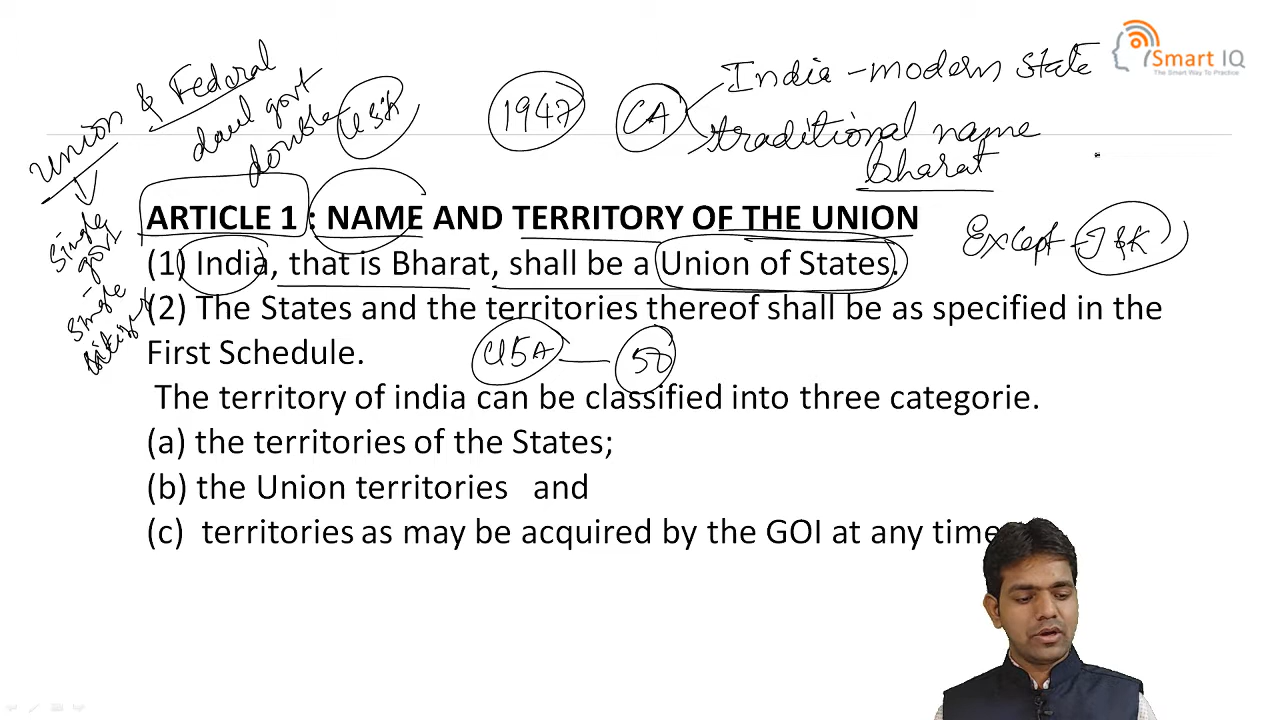 Smart IQ
The Smart Way To Practice
India - modern state
Union & Federal
daul govt
double
USA
1947
CA
traditional name
bharat
Single
govt
Single
ARTICLE 1 : NAME AND TERRITORY OF THE UNION
Except - J & K
(1) India, that is Bharat, shall be a Union of States.
(2) The States and the territories thereof shall be as specified in the
First Schedule.
USA — 50
The territory of india can be classified into three categorie.
(a) the territories of the States;
(b) the Union territories and
(c) territories as may be acquired by the GOI at any time